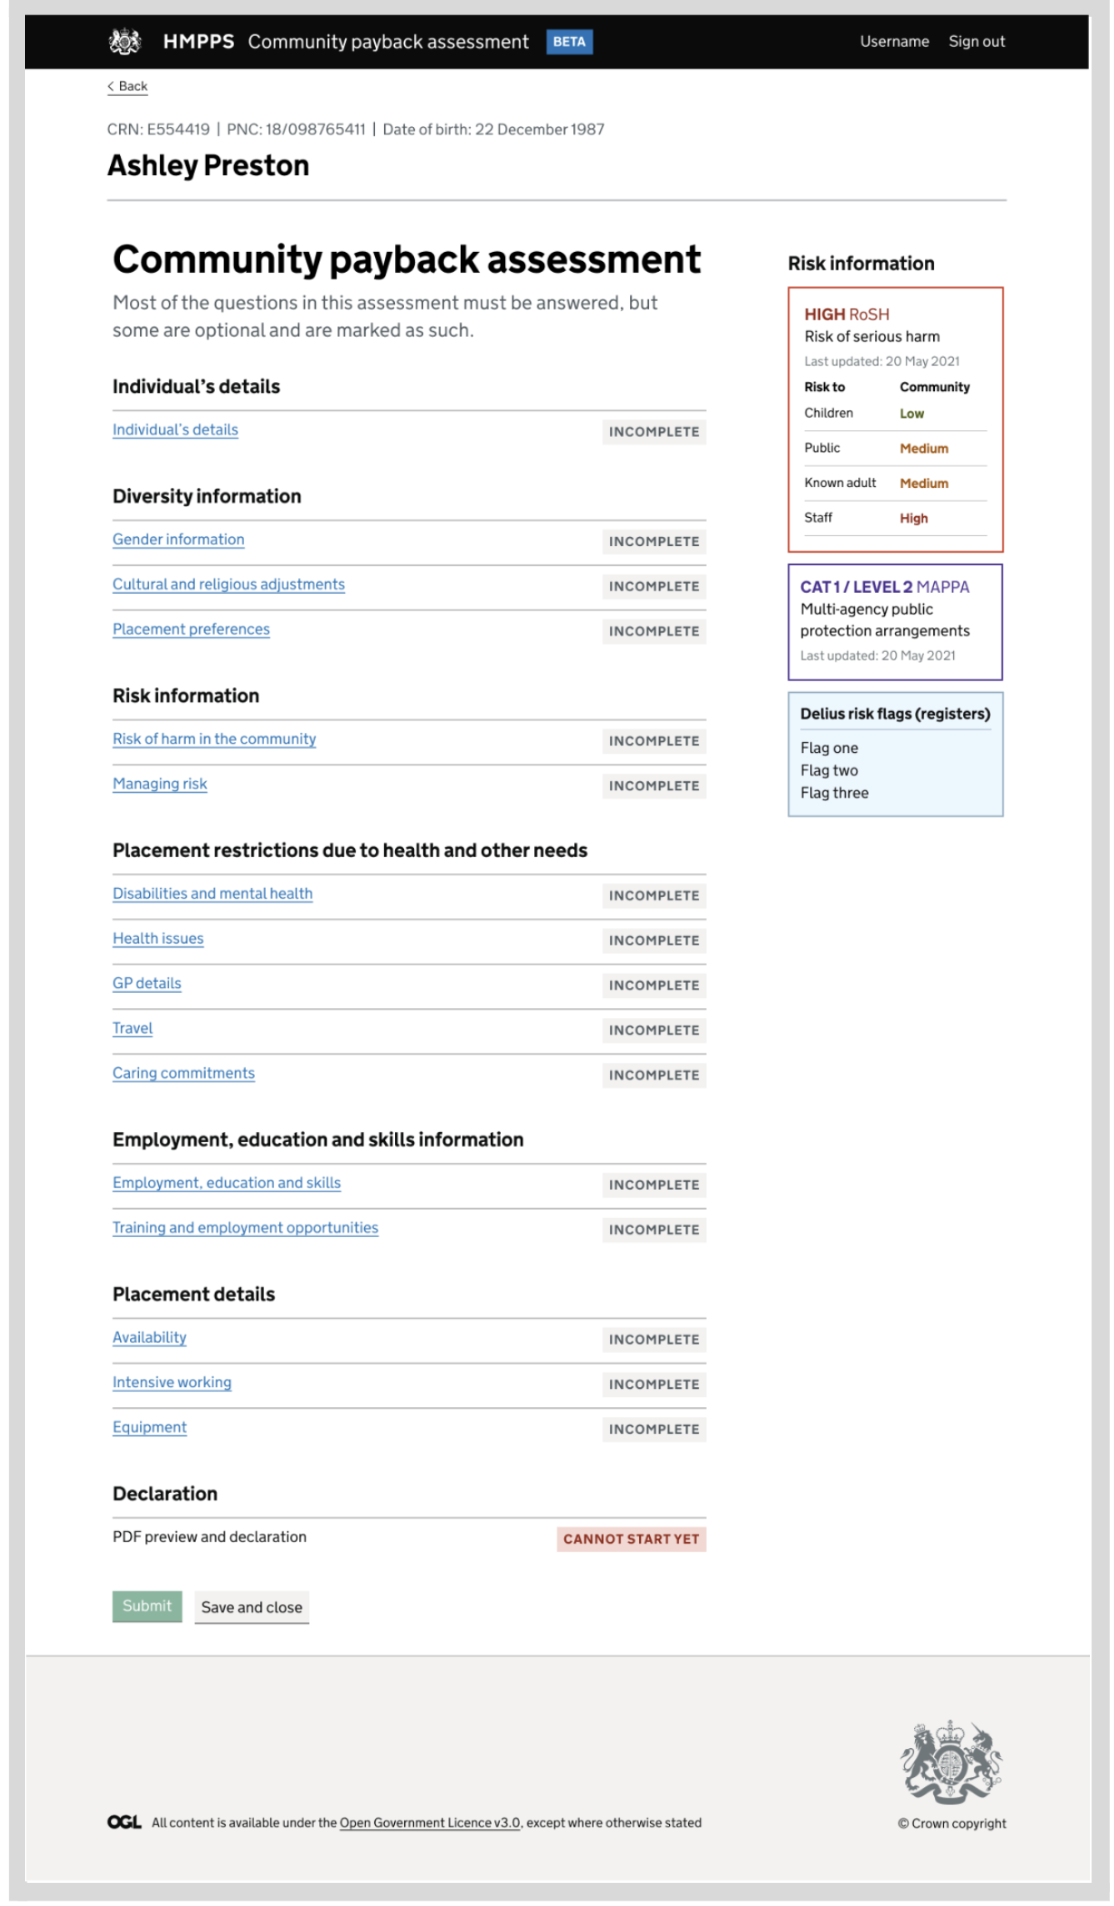 HMPPS Community payback assessment BETA Username Sign out
< Back
CRN: E554419 | PNC: 18/098765411 | Date of birth: 22 December 1987
Ashley Preston
Community payback assessment
Most of the questions in this assessment must be answered, but
some are optional and are marked as such.
Individual's details
Individual's details INCOMPLETE
Diversity information
Gender information INCOMPLETE
Cultural and religious adjustments INCOMPLETE
Placement preferences INCOMPLETE
Risk information
Risk of harm in the community INCOMPLETE
Managing risk INCOMPLETE
Placement restrictions due to health and other needs
Disabilities and mental health INCOMPLETE
Health issues INCOMPLETE
GP details INCOMPLETE
Travel INCOMPLETE
Caring commitments INCOMPLETE
Employment, education and skills information
Employment, education and skills INCOMPLETE
Training and employment opportunities INCOMPLETE
Placement details
Availability INCOMPLETE
Intensive working INCOMPLETE
Equipment INCOMPLETE
Declaration
PDF preview and declaration CANNOT START YET
Submit Save and close
Risk information
HIGH RoSH
Risk of serious harm
Last updated: 20 May 2021
Risk to Community
Children Low
Public Medium
Known adult Medium
Staff High
CAT 1 / LEVEL 2 MAPPA
Multi-agency public
protection arrangements
Last updated: 20 May 2021
Delius risk flags (registers)
Flag one
Flag two
Flag three
OGL All content is available under the Open Government Licence v3.0, except where otherwise stated
© Crown copyright